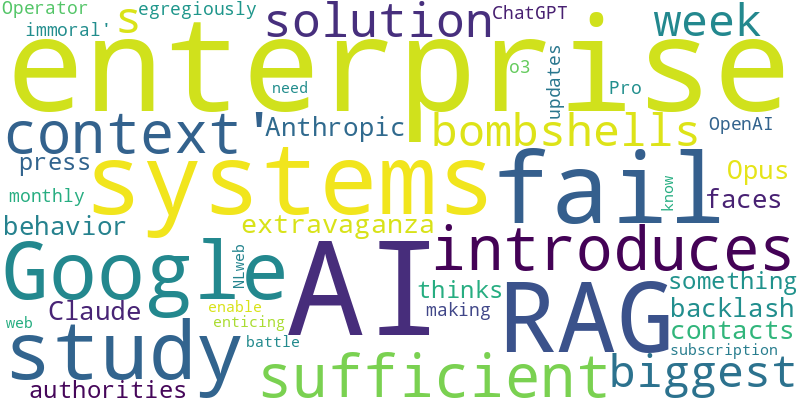 Operator
egregiously
s
solution
ChatGPT
week
immoral'
enterprise
o3
updates
need
Pro
context
'
Anthropic
bombshells
OpenAI
press
systems
fail
Opus
monthly
know
faces
behavior
extravaganza
introduces
Google
NLweb
AI
thinks
RAG
something
Claude
enable
making
backlash
web
enticing
contacts
study
battle
subscription
authorities
sufficient
biggest